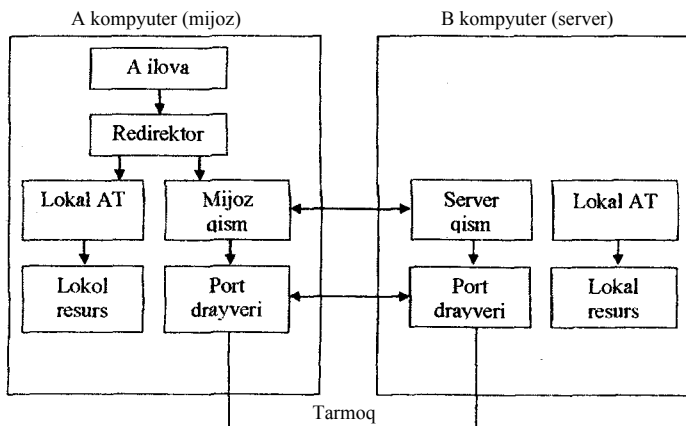 A kompyuter (mijoz)
B kompyuter (server)
A ilova
Redirektor
Lokal AT
Mijoz
qism
Server
qism
Lokal AT
Lokol
resurs
Port
drayveri
Port
drayveri
Lokal
resurs
Tarmoq